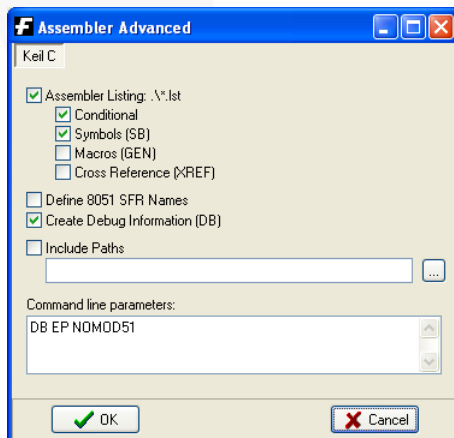 Assembler Advanced
Keil C
Assembler Listing: .\*.lst
Conditional
Symbols (SB)
Macros (GEN)
Cross Reference (XREF)
Define 8051 SFR Names
Create Debug Information (DB)
Include Paths
...
Command line parameters:
DB EP NOMOD51
OK
Cancel